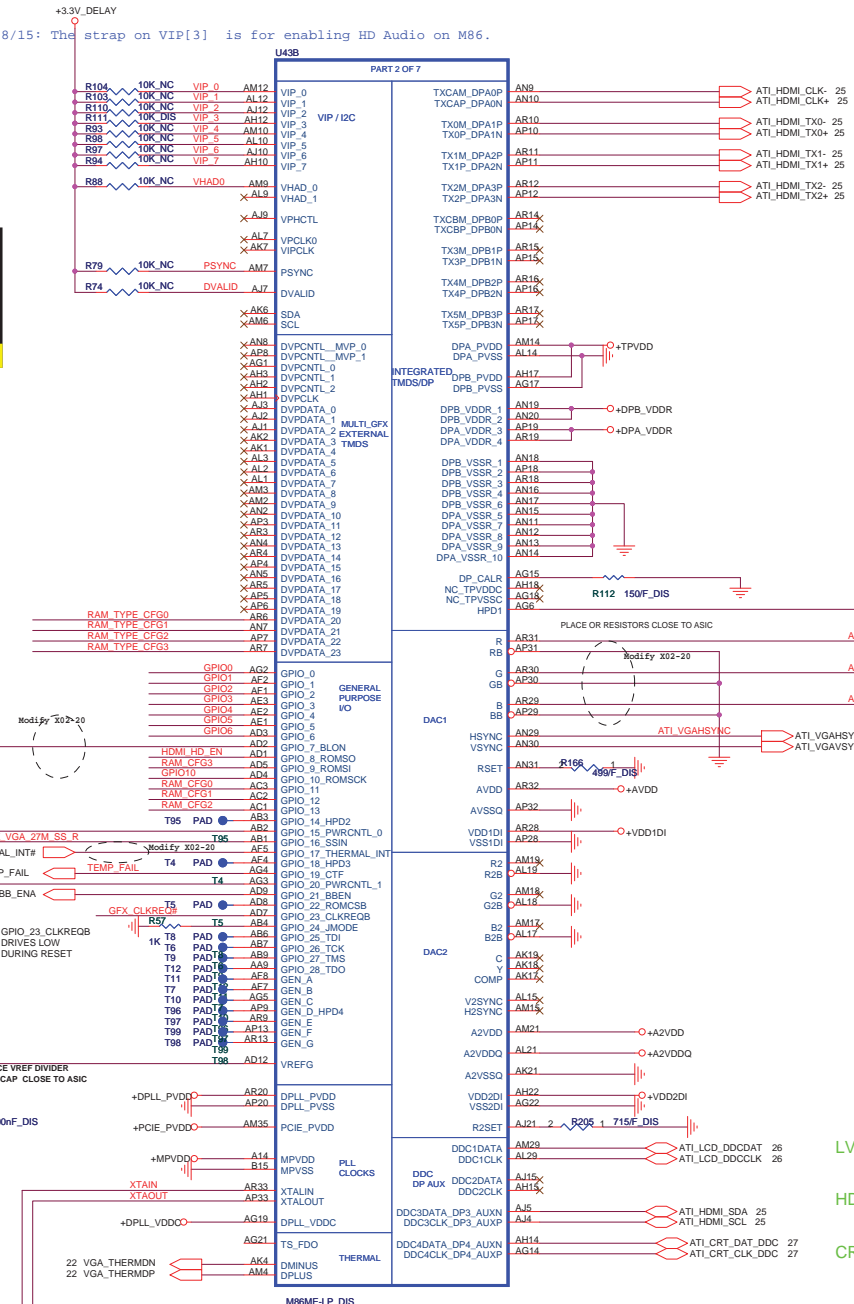 +3.3V_DELAY
8/15: The strap on VIP[3]  is for enabling HD Audio on M86.
U43B
PART 2 OF 7
R104 10K_NC VIP_0 AM12 VIP_0
R103 10K_NC VIP_1 AL12 VIP_1
R110 10K_NC VIP_2 AJ12 VIP_2
R111 10K_DIS VIP_3 AH12 VIP_3
R93 10K_NC VIP_4 AM10 VIP_4
R98 10K_NC VIP_5 AL10 VIP_5
R97 10K_NC VIP_6 AJ10 VIP_6
R94 10K_NC VIP_7 AH10 VIP_7
VIP / I2C
R88 10K_NC VHAD0 AM9 VHAD_0
AL9 VHAD_1
AJ9 VPHCTL
AL7 VPCLK0
AK7 VIPCLK
R79 10K_NC PSYNC AM7 PSYNC
R74 10K_NC DVALID AJ7 DVALID
AK6 SDA
AM6 SCL
AN8 DVPCNTL__MVP_0
AP8 DVPCNTL__MVP_1
AG1 DVPCNTL_0
AH3 DVPCNTL_1
AH2 DVPCNTL_2
AH1 DVPCLK
AJ3 DVPDATA_0
AJ2 DVPDATA_1
AJ1 DVPDATA_2
AK2 DVPDATA_3
AK1 DVPDATA_4
AL3 DVPDATA_5
AL2 DVPDATA_6
AL1 DVPDATA_7
AM3 DVPDATA_8
AM2 DVPDATA_9
AN2 DVPDATA_10
AP3 DVPDATA_11
AR3 DVPDATA_12
AN4 DVPDATA_13
AR4 DVPDATA_14
AP4 DVPDATA_15
AN5 DVPDATA_16
AR5 DVPDATA_17
AP5 DVPDATA_18
AP6 DVPDATA_19
RAM_TYPE_CFG0 AR6 DVPDATA_20
RAM_TYPE_CFG1 AN7 DVPDATA_21
RAM_TYPE_CFG2 AP7 DVPDATA_22
RAM_TYPE_CFG3 AR7 DVPDATA_23
MULTI_GFX
EXTERNAL
TMDS
GPIO0 AG2 GPIO_0
GPIO1 AF2 GPIO_1
GPIO2 AF1 GPIO_2
GPIO3 AE3 GPIO_3
GPIO4 AE2 GPIO_4
GPIO5 AE1 GPIO_5
GPIO6 AD3 GPIO_6
GENERAL
PURPOSE
I/O
Modify X02-20
AD2 GPIO_7_BLON
HDMI_HD_EN AD1 GPIO_8_ROMSO
RAM_CFG3 AD5 GPIO_9_ROMSI
GPIO10 AD4 GPIO_10_ROMSCK
RAM_CFG0 AC3 GPIO_11
RAM_CFG1 AC2 GPIO_12
RAM_CFG2 AC1 GPIO_13
T95 PAD AB3 GPIO_14_HPD2
AB2 GPIO_15_PWRCNTL_0
_VGA_27M_SS_R T95 AB1 GPIO_16_SSIN
AL_INT# Modify X02-20 AF5 GPIO_17_THERMAL_INT
T4 PAD AF4 GPIO_18_HPD3
P_FAIL TEMP_FAIL AG4 GPIO_19_CTF
T4 AG3 GPIO_20_PWRCNTL_1
BB_ENA AD9 GPIO_21_BBEN
T5 PAD AD8 GPIO_22_ROMCSB
GFX_CLKREQ# AD7 GPIO_23_CLKREQB
R57 1K T5 AB4 GPIO_24_JMODE
GPIO_23_CLKREQB
DRIVES LOW
DURING RESET
T8 PAD AB6 GPIO_25_TDI
T6 PAD AB7 GPIO_26_TCK
T9 PAD AB9 GPIO_27_TMS
T12 PAD AA9 GPIO_28_TDO
T11 PAD AF8 GEN_A
T7 PAD AF7 GEN_B
T10 PAD AG5 GEN_C
T96 PAD AP9 GEN_D_HPD4
T97 PAD AR9 GEN_E
T99 PAD AP13 GEN_F
T98 PAD AR13 GEN_G
T99
T98 AD12 VREFG
CE VREF DIVIDER
CAP CLOSE TO ASIC
0nF_DIS
+DPLL_PVDD AR20 DPLL_PVDD
AP20 DPLL_PVSS
+PCIE_PVDD AM35 PCIE_PVDD
+MPVDD A14 MPVDD
B15 MPVSS
PLL
CLOCKS
XTAIN AR33 XTALIN
XTAOUT AP33 XTALOUT
+DPLL_VDDC AG19 DPLL_VDDC
AG21 TS_FDO
THERMAL
22 VGA_THERMDN AK4 DMINUS
22 VGA_THERMDP AM4 DPLUS
M86ME-LP_DIS
TXCAM_DPA0P AN9 ATI_HDMI_CLK- 25
TXCAP_DPA0N AN10 ATI_HDMI_CLK+ 25
TX0M_DPA1P AR10 ATI_HDMI_TX0- 25
TX0P_DPA1N AP10 ATI_HDMI_TX0+ 25
TX1M_DPA2P AR11 ATI_HDMI_TX1- 25
TX1P_DPA2N AP11 ATI_HDMI_TX1+ 25
TX2M_DPA3P AR12 ATI_HDMI_TX2- 25
TX2P_DPA3N AP12 ATI_HDMI_TX2+ 25
TXCBM_DPB0P AR14
TXCBP_DPB0N AP14
TX3M_DPB1P AR15
TX3P_DPB1N AP15
TX4M_DPB2P AR16
TX4P_DPB2N AP16
TX5M_DPB3P AR17
TX5P_DPB3N AP17
DPA_PVDD AM14 +TPVDD
DPA_PVSS AL14
INTEGRATED
TMDS/DP
DPB_PVDD AH17
DPB_PVSS AG17
DPB_VDDR_1 AN19 +DPB_VDDR
DPB_VDDR_2 AN20
DPA_VDDR_3 AP19 +DPA_VDDR
DPA_VDDR_4 AR19
DPB_VSSR_1 AN18
DPB_VSSR_2 AP18
DPB_VSSR_3 AR18
DPB_VSSR_4 AN16
DPB_VSSR_6 AN17
DPA_VSSR_5 AN15
DPA_VSSR_7 AN11
DPA_VSSR_8 AN12
DPA_VSSR_9 AN13
DPA_VSSR_10 AN14
DP_CALR AG15 R112 150/F_DIS
NC_TPVDDC AH18
NC_TPVSSC AG18
HPD1 AG6
PLACE OR RESISTORS CLOSE TO ASIC
R AR31 A
RB AP31 Modify X02-20
G AR30 A
GB AP30
B AR29 A
BB AP29
DAC1
HSYNC AN29 ATI_VGAHSYNC ATI_VGAHSY
VSYNC AN30 ATI_VGAVSY
RSET AN31 2 R166 1 499/F_DIS
AVDD AR32 +AVDD
AVSSQ AP32
VDD1DI AR28 +VDD1DI
VSS1DI AP28
R2 AM19
R2B AL19
G2 AM18
G2B AL18
B2 AM17
B2B AL17
DAC2
C AK19
Y AK18
COMP AK17
V2SYNC AL15
H2SYNC AM15
A2VDD AM21 +A2VDD
A2VDDQ AL21 +A2VDDQ
A2VSSQ AK21
VDD2DI AH22 +VDD2DI
VSS2DI AG22
R2SET AJ21 2 R205 1 715/F_DIS
DDC1DATA AM29 ATI_LCD_DDCDAT 26
DDC1CLK AL29 ATI_LCD_DDCCLK 26
LV
DDC
DP AUX
DDC2DATA AJ15
DDC2CLK AH15
HD
DDC3DATA_DP3_AUXN AJ5 ATI_HDMI_SDA 25
DDC3CLK_DP3_AUXP AJ4 ATI_HDMI_SCL 25
DDC4DATA_DP4_AUXN AH14 ATI_CRT_DAT_DDC 27
DDC4CLK_DP4_AUXP AG14 ATI_CRT_CLK_DDC 27
CR